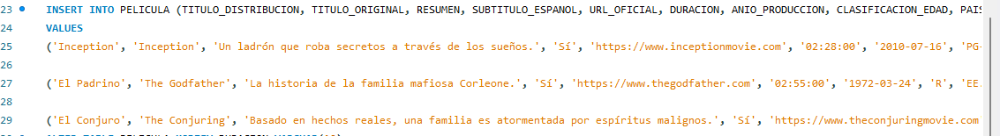 23 INSERT INTO PELICULA (TITULO_DISTRIBUCION, TITULO_ORIGINAL, RESUMEN, SUBTITULO_ESPANOL, URL_OFICIAL, DURACION, ANIO_PRODUCCION, CLASIFICACION_EDAD, PAIS
24 VALUES
25 ('Inception', 'Inception', 'Un ladrón que roba secretos a través de los sueños.', 'Sí', 'https://www.inceptionmovie.com', '02:28:00', '2010-07-16', 'PG-
26
27 ('El Padrino', 'The Godfather', 'La historia de la familia mafiosa Corleone.', 'Sí', 'https://www.thegodfather.com', '02:55:00', '1972-03-24', 'R', 'EE.
28
29 ('El Conjuro', 'The Conjuring', 'Basado en hechos reales, una familia es atormentada por espíritus malignos.', 'Sí', 'https://www.theconjuringmovie.com